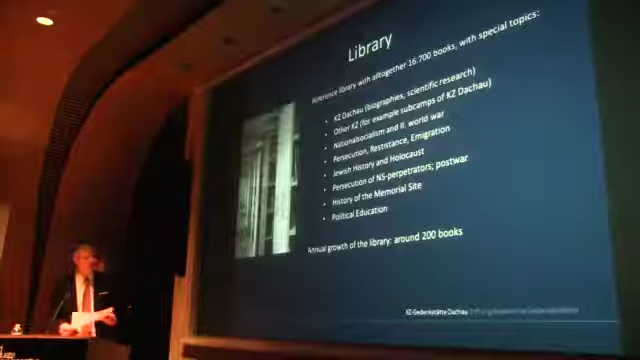 Library
Reference library with alltogether 16.700 books, with special topics:
• KZ Dachau (biographies, scientific research)
• Other KZ (for example subcamps of KZ Dachau)
• Nationalsocialism and II. world war
• Persecution, Restistance, Emigration
• Jewish History and Holocaust
• Persecution of NS-perpetrators; postwar
• History of the Memorial Site
• Political Education
Annual growth of the library: around 200 books
KZ-Gedenkstätte Dachau